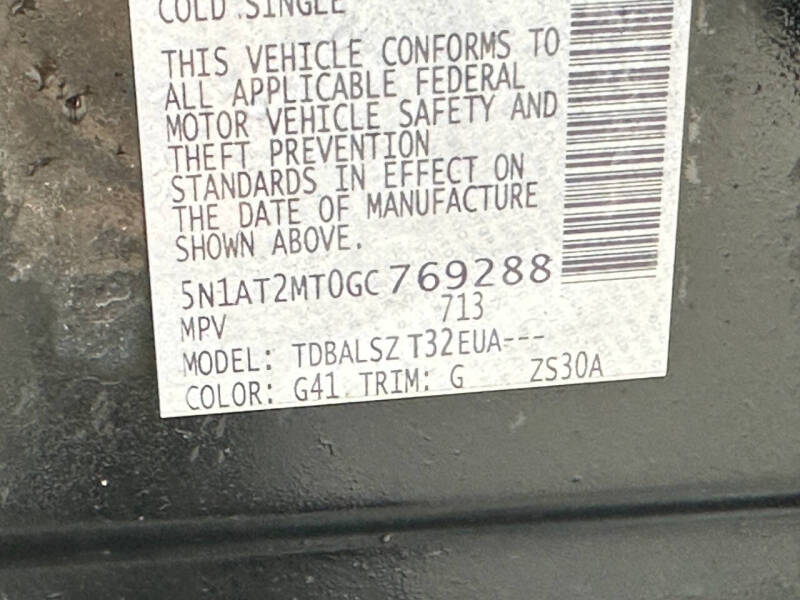 COLD SINGLE
THIS VEHICLE CONFORMS TO
ALL APPLICABLE FEDERAL
MOTOR VEHICLE SAFETY AND
THEFT PREVENTION
STANDARDS IN EFFECT ON
THE DATE OF MANUFACTURE
SHOWN ABOVE.
5N1AT2MT0GC769288
MPV 713
MODEL: TDBALSZ T32EUA---
COLOR: G41 TRIM: G ZS30A